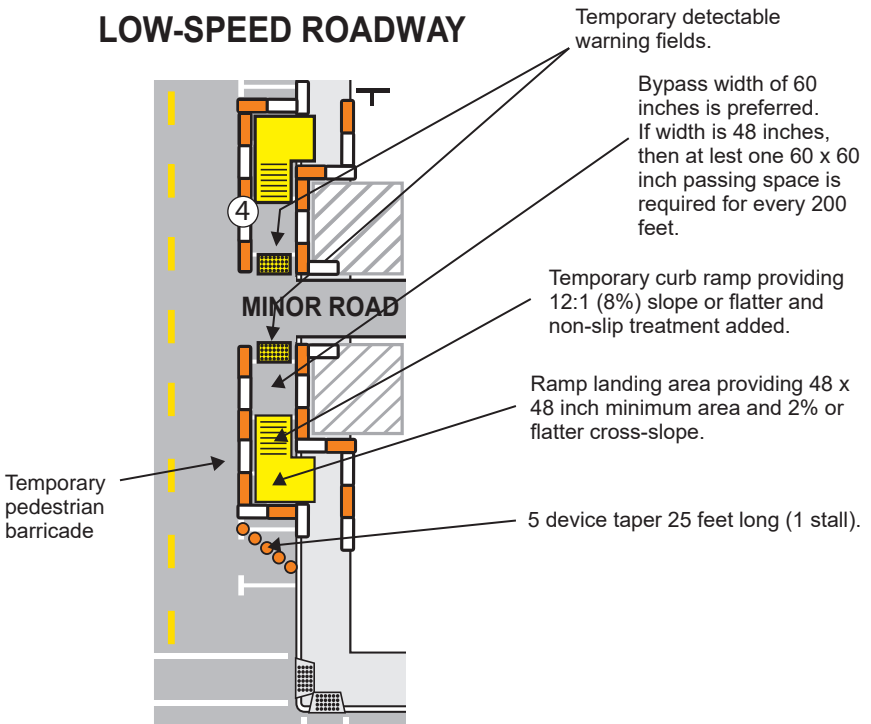 LOW-SPEED ROADWAY
Temporary detectable
warning fields.
Bypass width of 60
inches is preferred.
If width is 48 inches,
then at lest one 60 x 60
inch passing space is
required for every 200
feet.
4
MINOR ROAD
Temporary curb ramp providing
12:1 (8%) slope or flatter and
non-slip treatment added.
Ramp landing area providing 48 x
48 inch minimum area and 2% or
flatter cross-slope.
Temporary
pedestrian
barricade
5 device taper 25 feet long (1 stall).